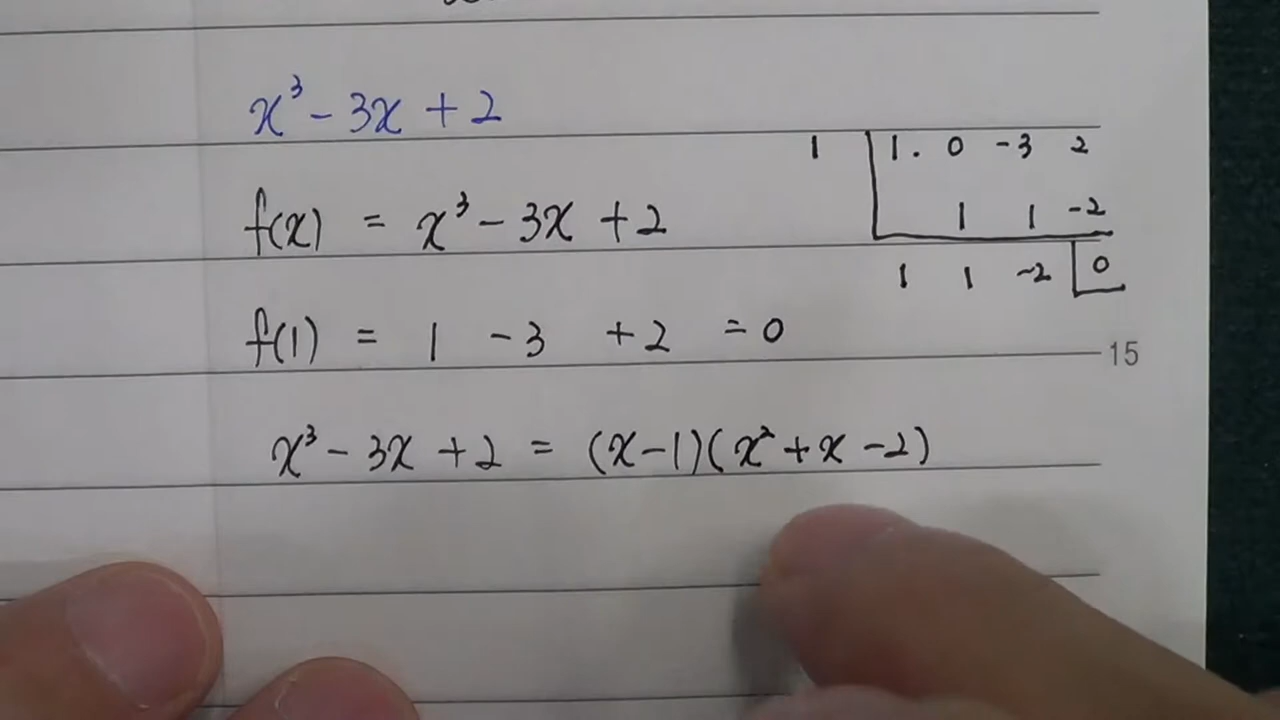 x³ - 3x + 2
1 | 1. 0 -3 2
f(x) = x³ - 3x + 2
1 1 -2
1 1 -2 | 0
f(1) = 1 - 3 + 2 = 0
15
x³ - 3x + 2 = (x-1)(x² + x - 2)